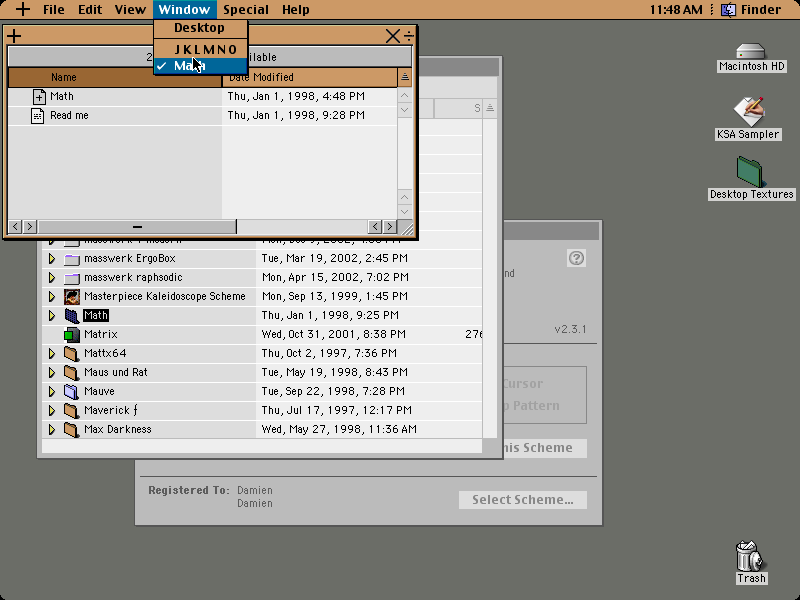 File Edit View Window Special Help 11:48 AM Finder
Desktop
J K L M N O
Math
2 ilable
Name Date Modified
Math Thu, Jan 1, 1998, 4:48 PM
Read me Thu, Jan 1, 1998, 9:28 PM
S
masswerk ErgoBox Tue, Mar 19, 2002, 2:45 PM
masswerk raphsodic Mon, Apr 15, 2002, 7:02 PM
Masterpiece Kaleidoscope Scheme Mon, Sep 13, 1999, 1:45 PM
Math Thu, Jan 1, 1998, 9:25 PM
Matrix Wed, Oct 31, 2001, 8:38 PM 276
Mattx64 Thu, Oct 2, 1997, 7:36 PM
Maus und Rat Tue, May 19, 1998, 8:43 PM
Mauve Tue, Sep 22, 1998, 7:28 PM
Maverick ƒ Thu, Jul 17, 1997, 12:17 PM
Max Darkness Wed, May 27, 1998, 11:36 AM
nd
v2.3.1
Cursor
p Pattern
his Scheme
Registered To: Damien
Damien
Select Scheme...
Macintosh HD
KSA Sampler
Desktop Textures
Trash